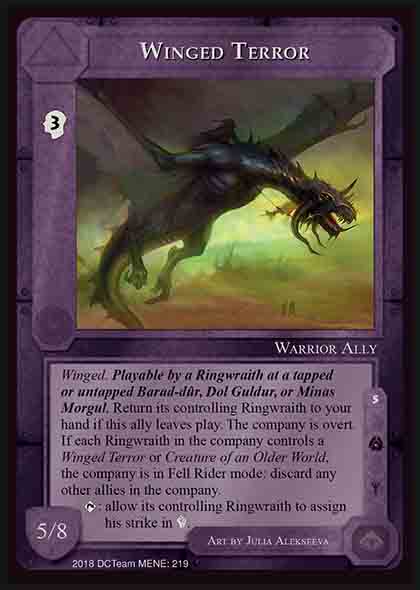 WINGED TERROR
3
WARRIOR ALLY
Winged. Playable by a Ringwraith at a tapped
or untapped Barad-dûr, Dol Guldur, or Minas
Morgul. Return its controlling Ringwraith to your
hand if this ally leaves play. The company is overt.
If each Ringwraith in the company controls a
Winged Terror or Creature of an Older World,
the company is in Fell Rider mode: discard any
other allies in the company.
: allow its controlling Ringwraith to assign
his strike in
5
5/8
ART BY JULIA ALEKSEEVA
2018 DCTeam MENE: 219